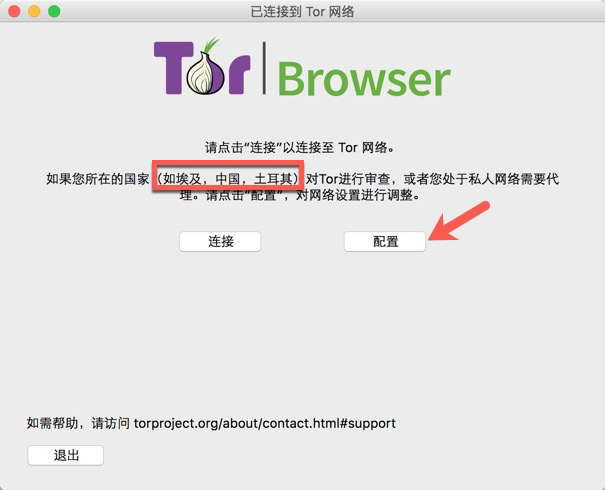 已连接到 Tor 网络
Tor Browser
请点击“连接”以连接至 Tor 网络。
如果您所在的国家（如埃及，中国，土耳其）对Tor进行审查，或者您处于私人网络需要代
理。请点击“配置”，对网络设置进行调整。
连接 配置
如需帮助，请访问 torproject.org/about/contact.html#support
退出